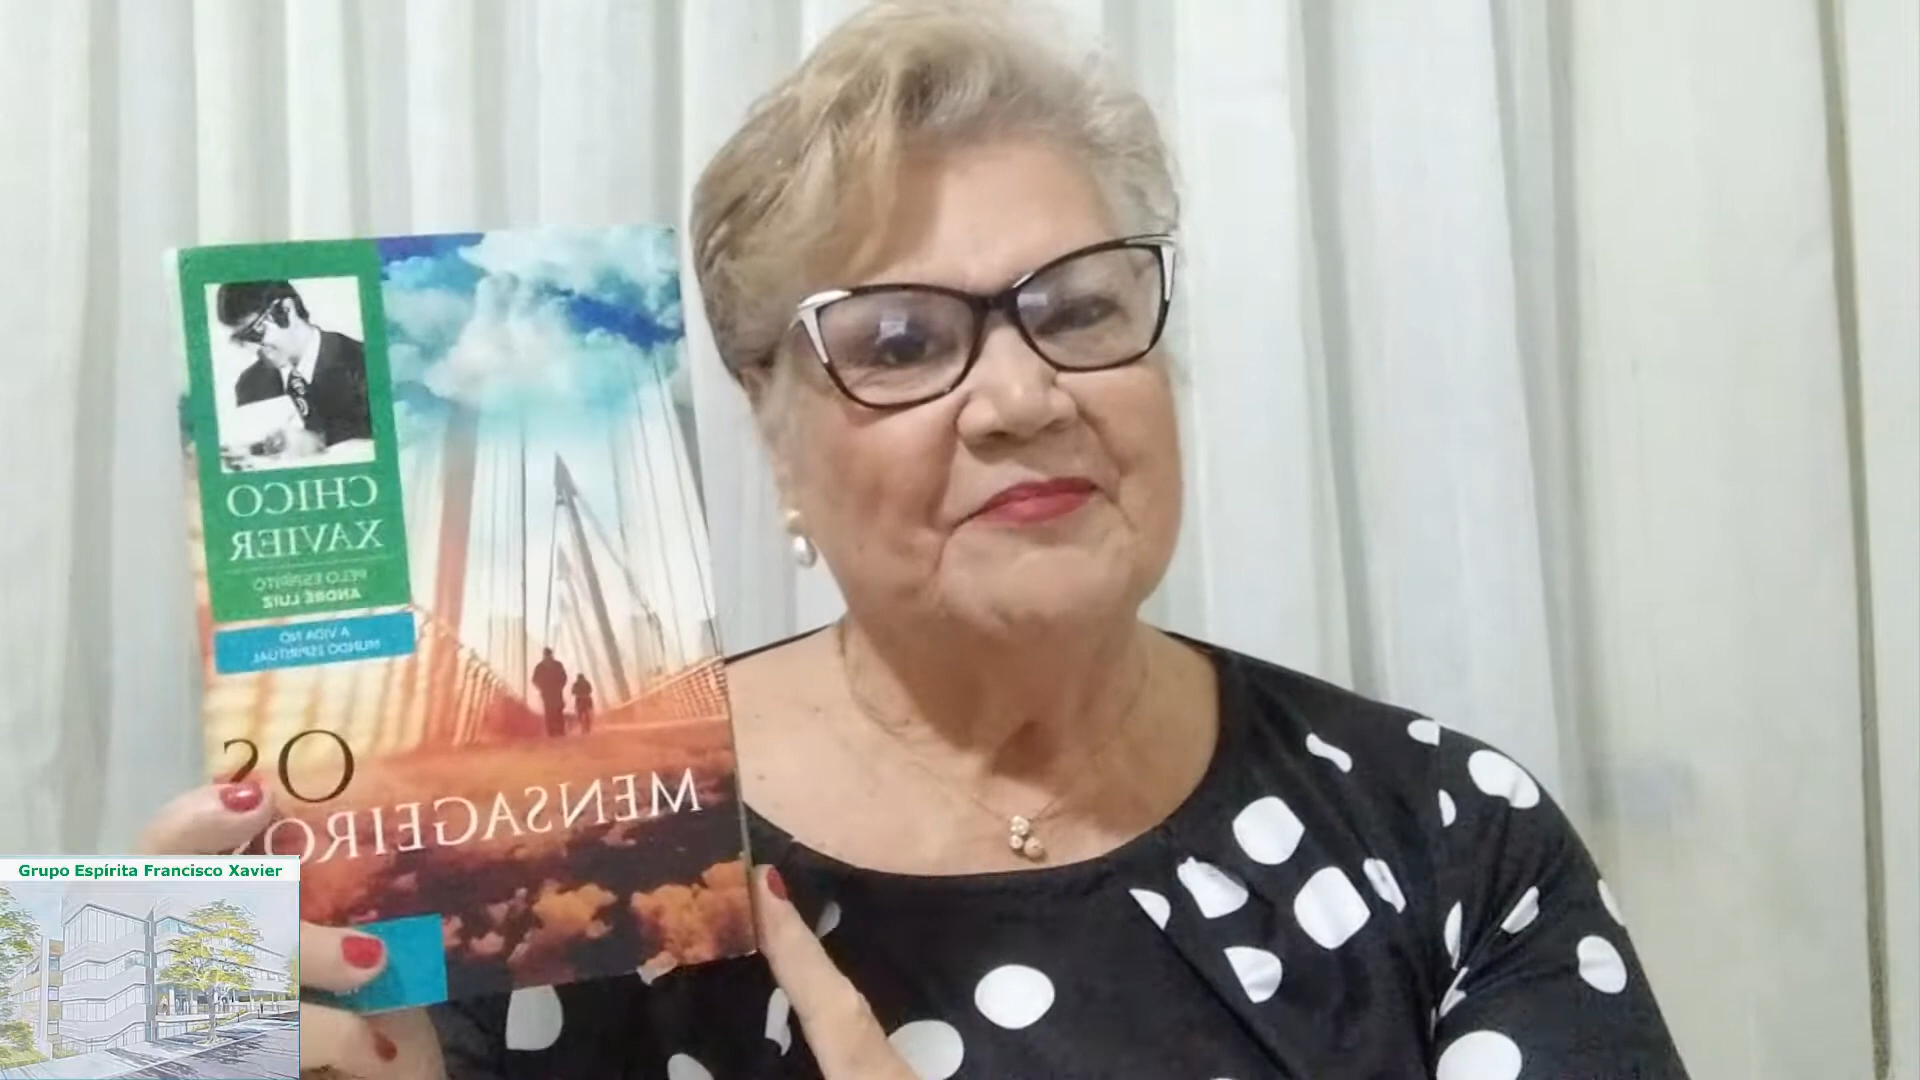 CHICO
XAVIER
PELO ESPÍRITO
ANDRÉ LUIZ
A VIDA NO
MUNDO ESPIRITUAL
OS
MENSAGEIROS
Grupo Espírita Francisco Xavier